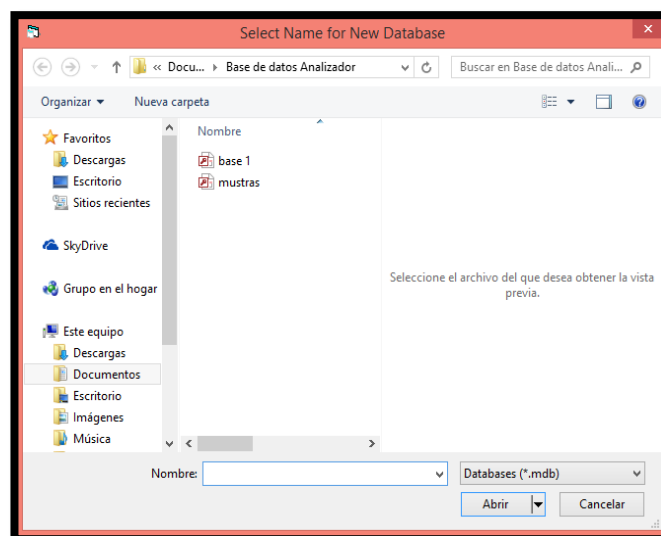 Select Name for New Database
« Docu... ▸ Base de datos Analizador
Buscar en Base de datos Anali...
Organizar
Nueva carpeta
Favoritos
Descargas
Escritorio
Sitios recientes
SkyDrive
Grupo en el hogar
Este equipo
Descargas
Documentos
Escritorio
Imágenes
Música
Nombre
base 1
mustras
Seleccione el archivo del que desea obtener la vista
previa.
Nombre:
Databases (*.mdb)
Abrir
Cancelar